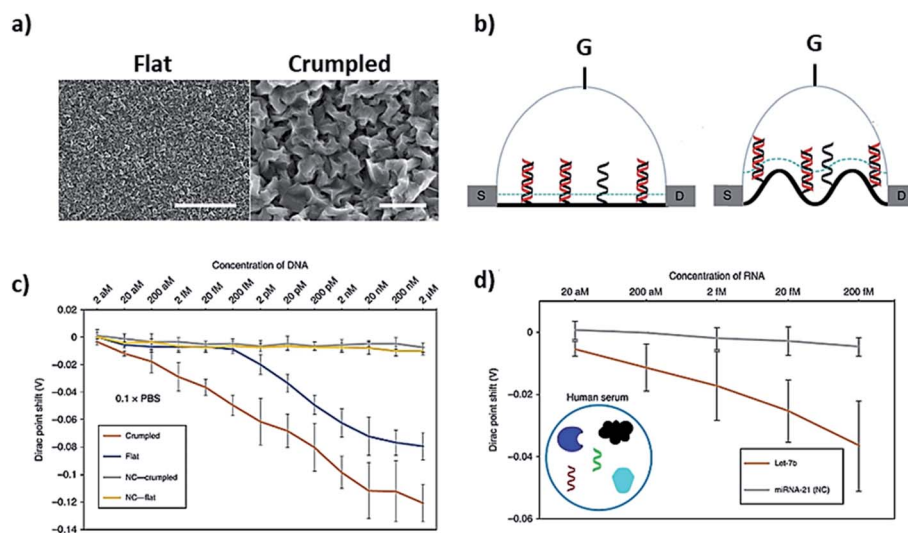 a)
Flat
Crumpled
b)
G
G
S
D
S
D
c)
Concentration of DNA
2 aM
20 aM
200 aM
2 fM
20 fM
200 fM
2 pM
20 pM
200 pM
2 nM
20 nM
200 nM
2 µM
0.02
0
−0.02
−0.04
−0.06
−0.08
−0.1
−0.12
−0.14
Dirac point shift (V)
0.1 × PBS
Crumpled
Flat
NC—crumpled
NC—flat
d)
Concentration of RNA
20 aM
200 aM
2 fM
20 fM
200 fM
0
−0.02
−0.04
−0.06
Dirac point shift (V)
Human serum
Let-7b
miRNA-21 (NC)